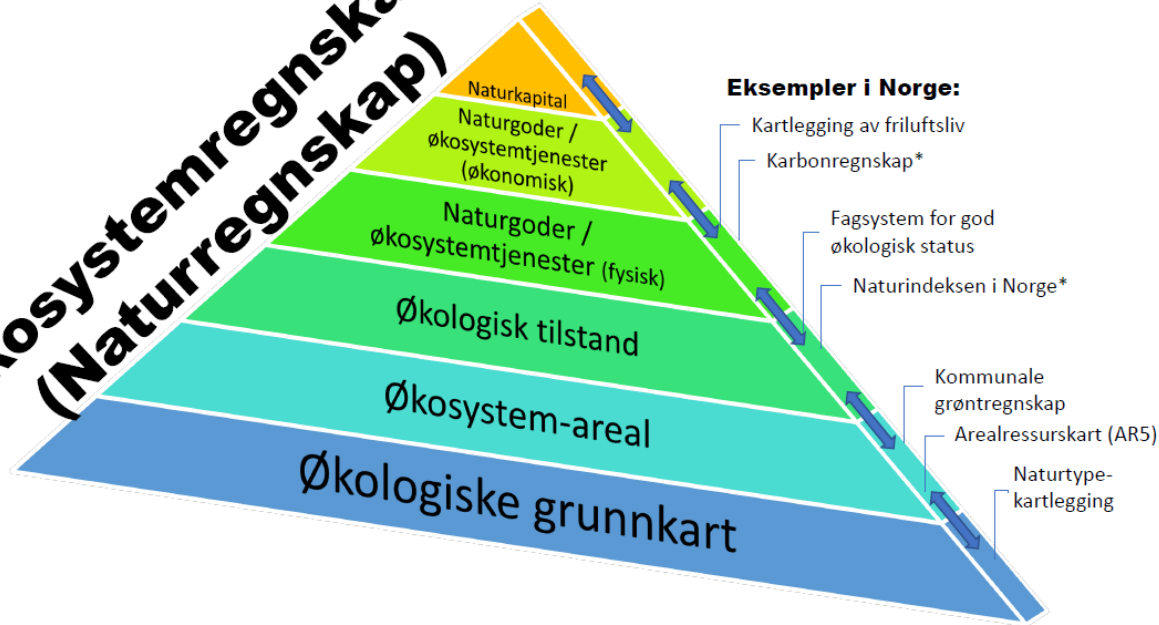 kosystemregnska
(Naturregnskap)
Naturkapital
Naturgoder /
økosystemtjenester
(økonomisk)
Naturgoder /
økosystemtjenester (fysisk)
Økologisk tilstand
Økosystem-areal
Økologiske grunnkart
Eksempler i Norge:
Kartlegging av friluftsliv
Karbonregnskap*
Fagsystem for god
økologisk status
Naturindeksen i Norge*
Kommunale
grøntregnskap
Arealressurskart (AR5)
Naturtype-
kartlegging